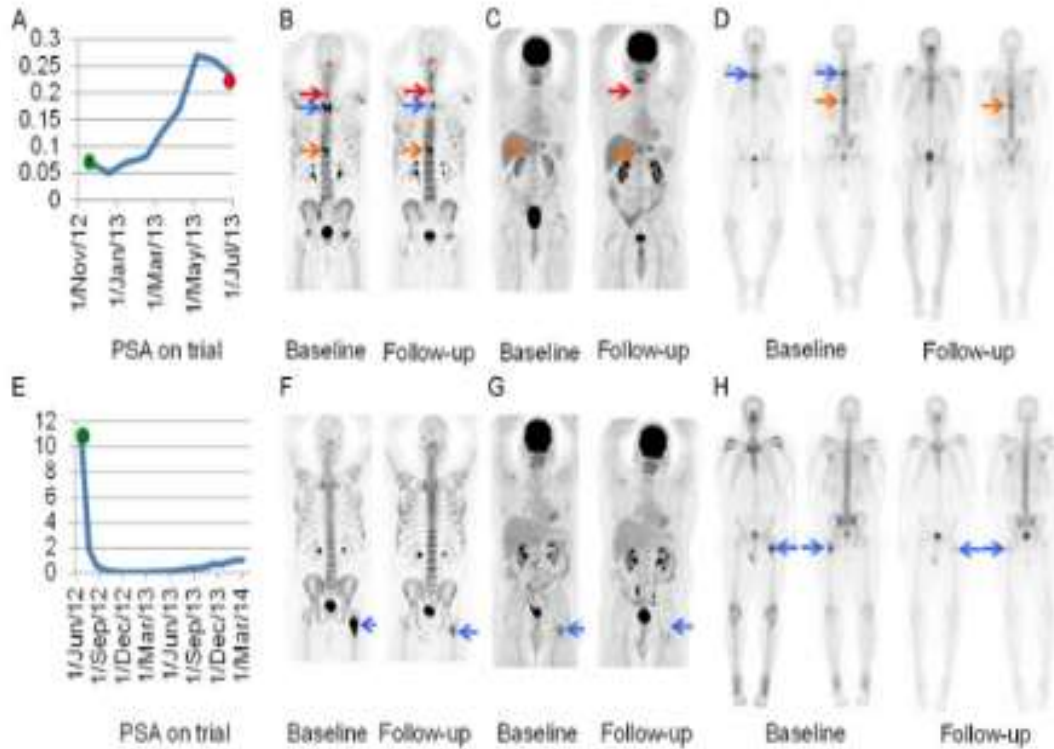 A
0.3
0.25
0.2
0.15
0.1
0.05
0
1/Nov/12
1/Jan/13
1/Mar/13
1/May/13
1/Jul/13
PSA on trial
B
Baseline Follow-up
C
Baseline Follow-up
D
Baseline Follow-up
E
12
10
8
6
4
2
0
1/Jun/12
1/Sep/12
1/Dec/12
1/Mar/13
1/Jun/13
1/Sep/13
1/Dec/13
1/Mar/14
PSA on trial
F
Baseline Follow-up
G
Baseline Follow-up
H
Baseline Follow-up